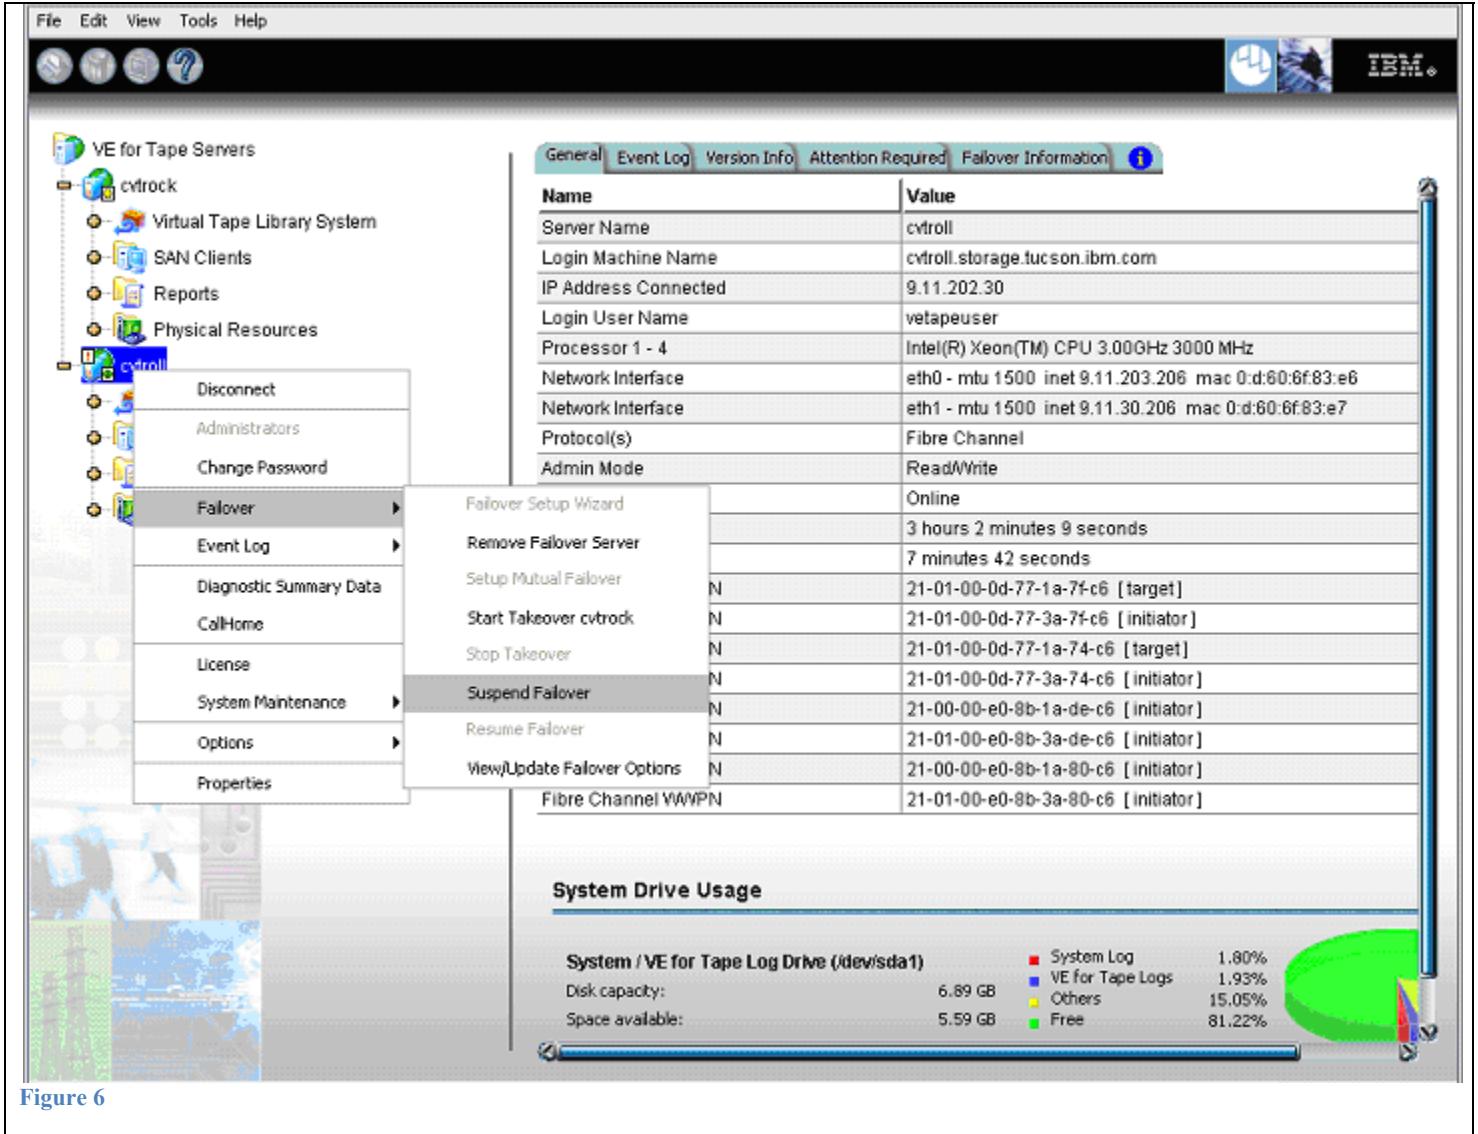 File Edit View Tools Help
IBM
VE for Tape Servers
cvtrock
Virtual Tape Library System
SAN Clients
Reports
Physical Resources
cvtroll
Disconnect
Administrators
Change Password
Failover
Event Log
Diagnostic Summary Data
CallHome
License
System Maintenance
Options
Properties
Failover Setup Wizard
Remove Failover Server
Setup Mutual Failover
Start Takeover cvtrock
Stop Takeover
Suspend Failover
Resume Failover
View/Update Failover Options
General Event Log Version Info Attention Required Failover Information
Name Value
Server Name cvtroll
Login Machine Name cvtroll.storage.tucson.ibm.com
IP Address Connected 9.11.202.30
Login User Name vetapeuser
Processor 1 - 4 Intel(R) Xeon(TM) CPU 3.00GHz 3000 MHz
Network Interface eth0 - mtu 1500 inet 9.11.203.206 mac 0:d:60:6f:83:e6
Network Interface eth1 - mtu 1500 inet 9.11.30.206 mac 0:d:60:6f:83:e7
Protocol(s) Fibre Channel
Admin Mode Read/Write
Online
3 hours 2 minutes 9 seconds
7 minutes 42 seconds
N 21-01-00-0d-77-1a-7f-c6 [target]
N 21-01-00-0d-77-3a-7f-c6 [initiator]
N 21-01-00-0d-77-1a-74-c6 [target]
N 21-01-00-0d-77-3a-74-c6 [initiator]
N 21-00-00-e0-8b-1a-de-c6 [initiator]
N 21-01-00-e0-8b-3a-de-c6 [initiator]
N 21-00-00-e0-8b-1a-80-c6 [initiator]
Fibre Channel WWPN 21-01-00-e0-8b-3a-80-c6 [initiator]
System Drive Usage
System / VE for Tape Log Drive (/dev/sda1)
Disk capacity: 6.89 GB
Space available: 5.59 GB
System Log 1.80%
VE for Tape Logs 1.93%
Others 15.05%
Free 81.22%
Figure 6